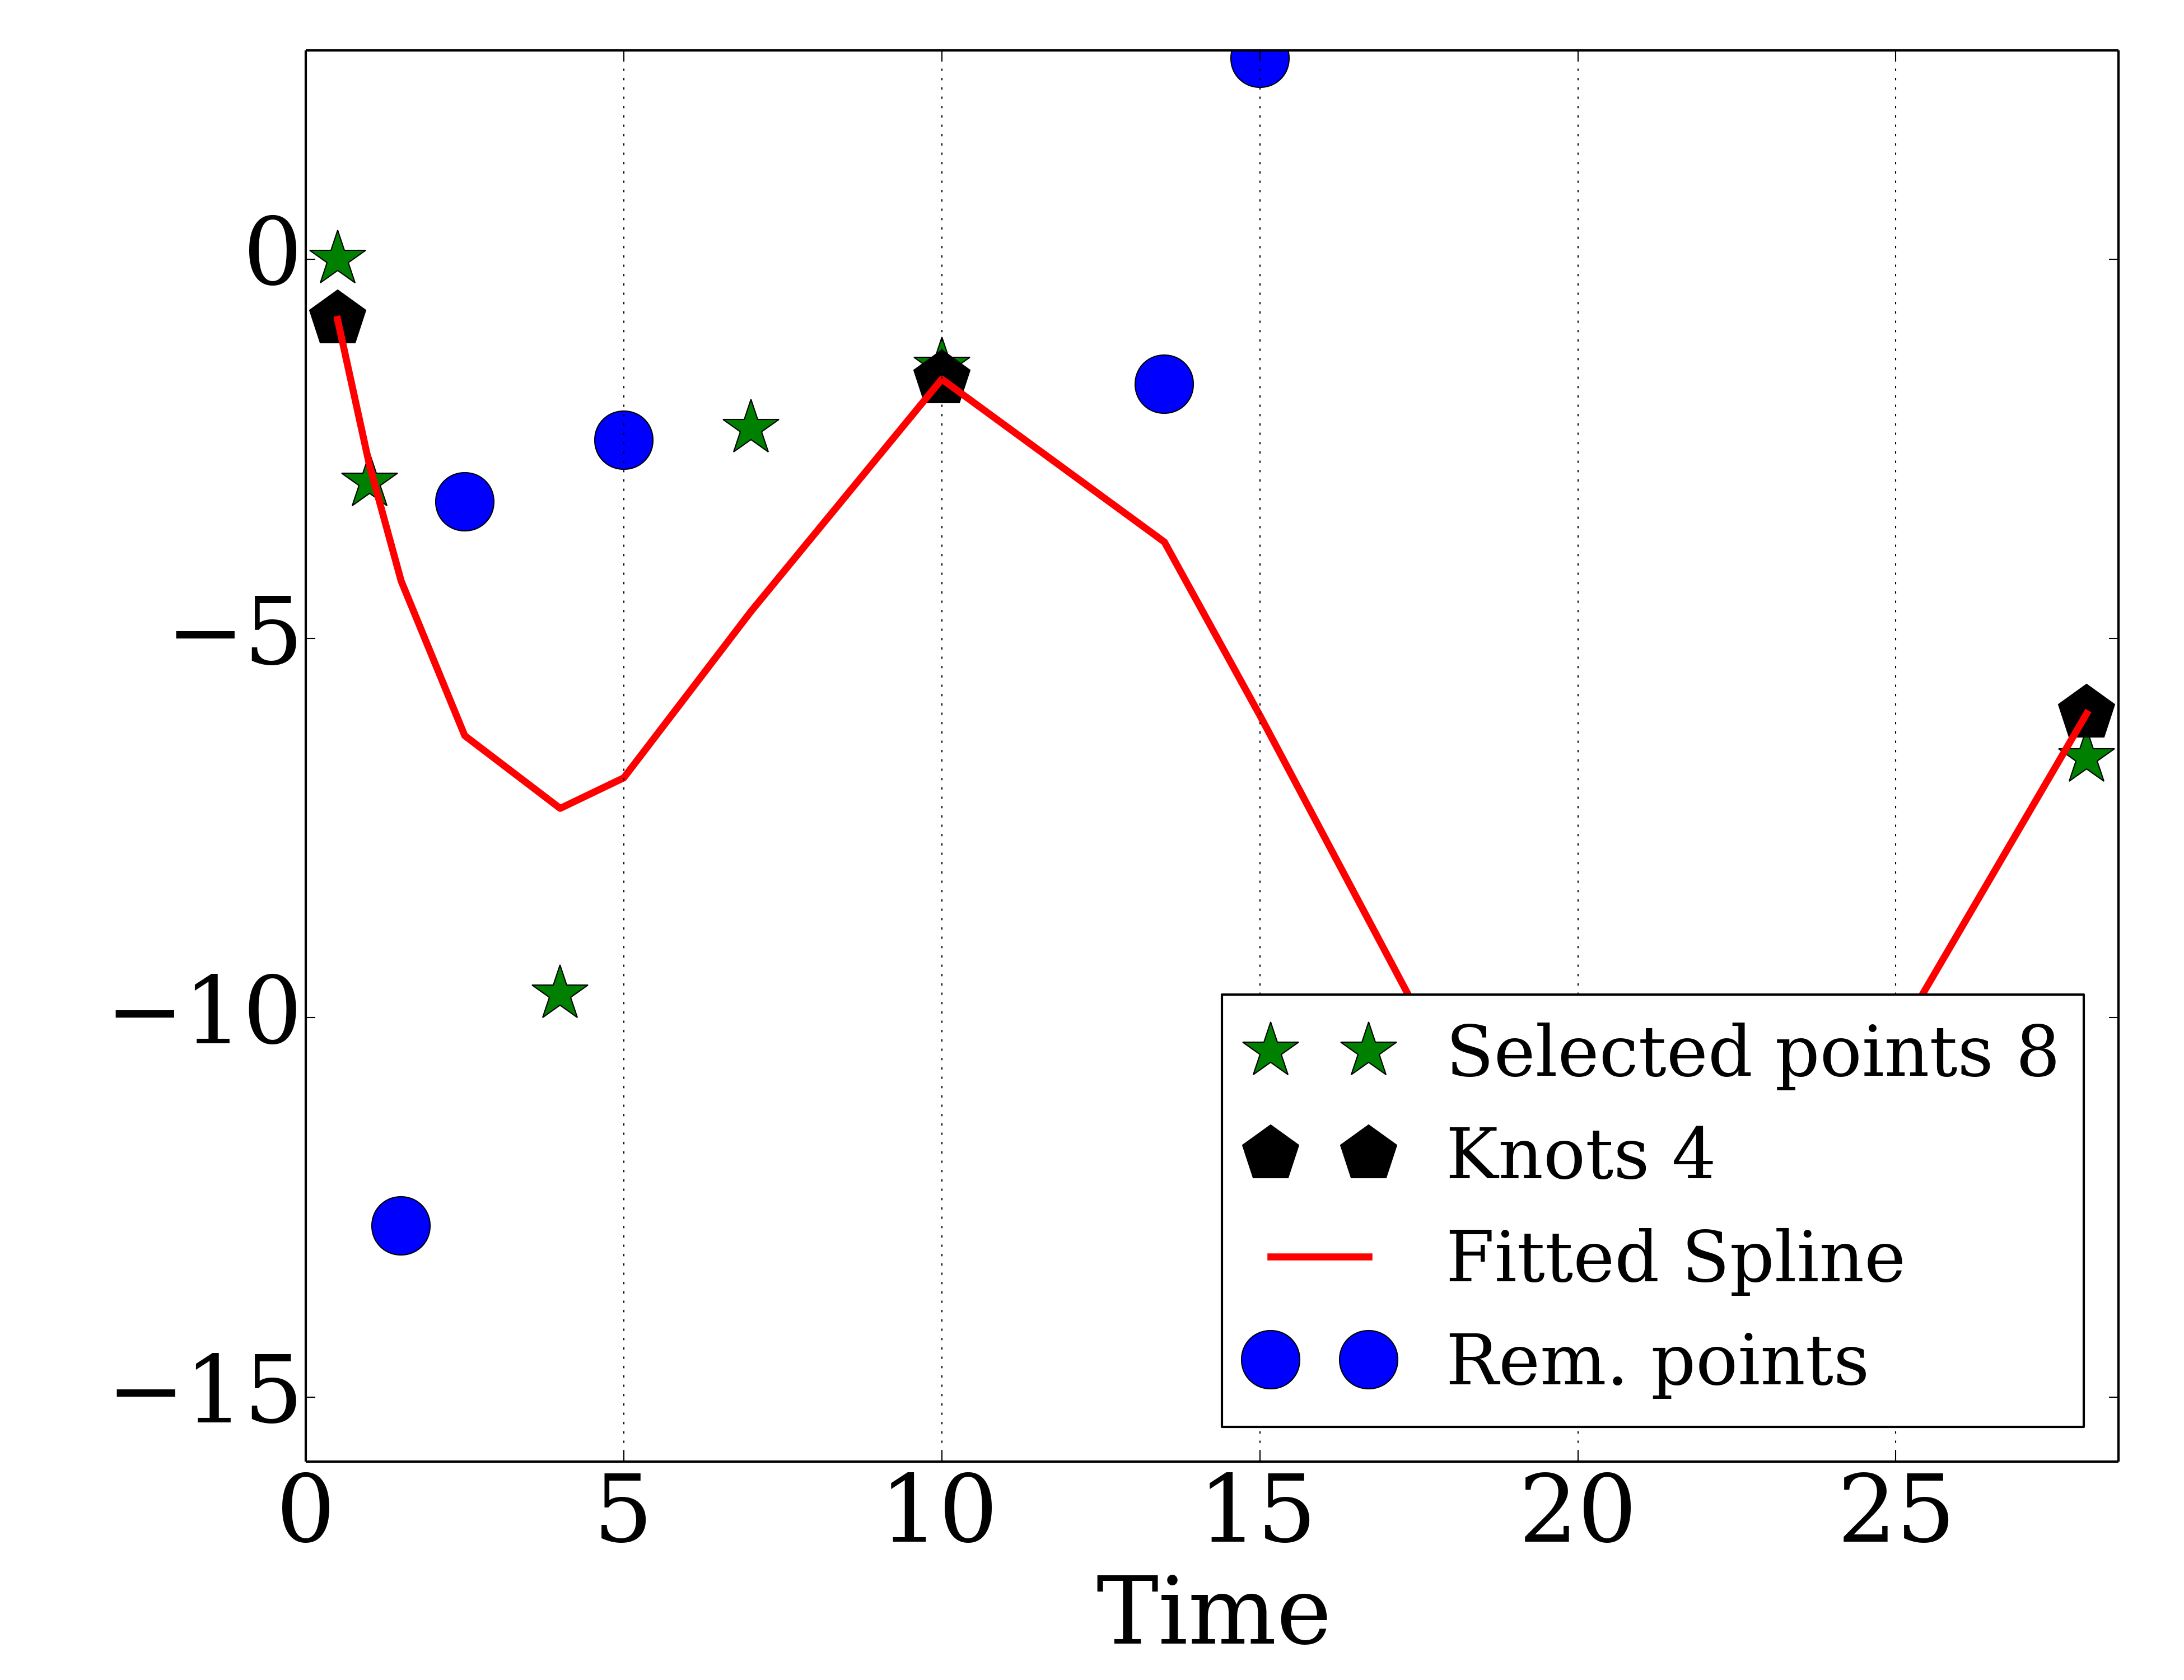 0
−5
−10
−15
0 5 10 15 20 25
Time
Selected points 8
Knots 4
Fitted Spline
Rem. points